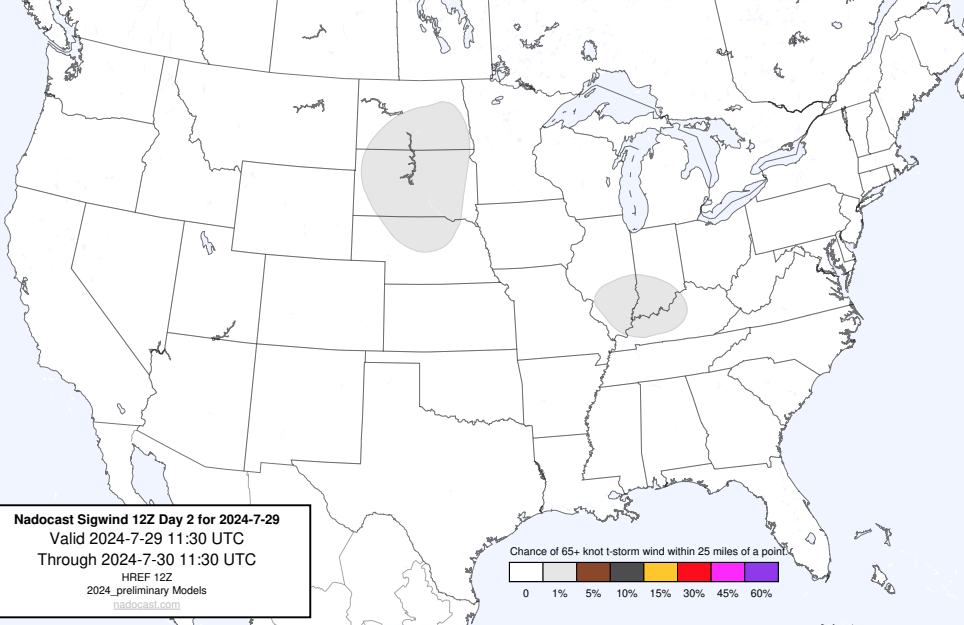 Nadocast Sigwind 12Z Day 2 for 2024-7-29
Valid 2024-7-29 11:30 UTC
Through 2024-7-30 11:30 UTC
HREF 12Z
2024_preliminary Models
nadocast.com
Chance of 65+ knot t-storm wind within 25 miles of a point.
0 1% 5% 10% 15% 30% 45% 60%